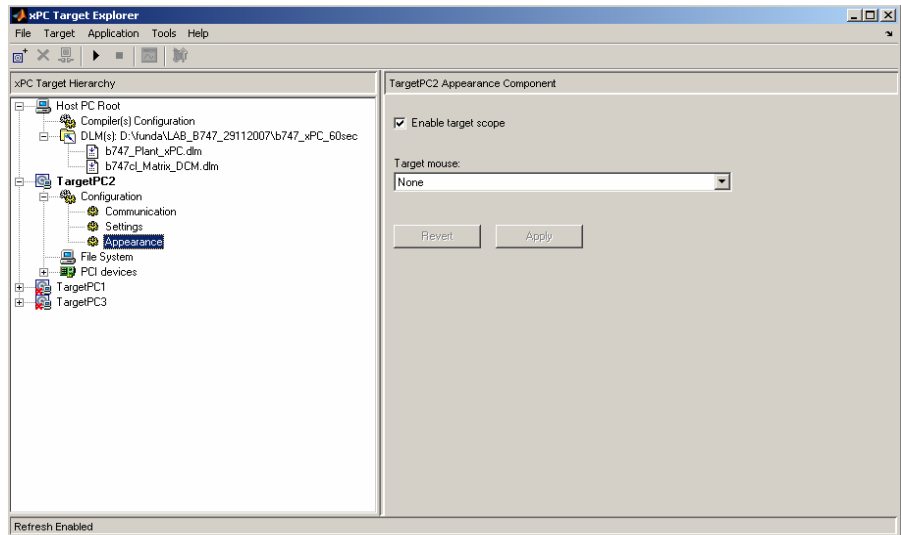 xPC Target Explorer
File Target Application Tools Help
xPC Target Hierarchy
TargetPC2 Appearance Component
Host PC Root
Compiler(s) Configuration
DLM(s): D:\funda\LAB_B747_29112007\b747_xPC_60sec
b747_Plant_xPC.dlm
b747cl_Matrix_DCM.dlm
TargetPC2
Configuration
Communication
Settings
Appearance
File System
PCI devices
TargetPC1
TargetPC3
Enable target scope
Target mouse:
None
Revert Apply
Refresh Enabled